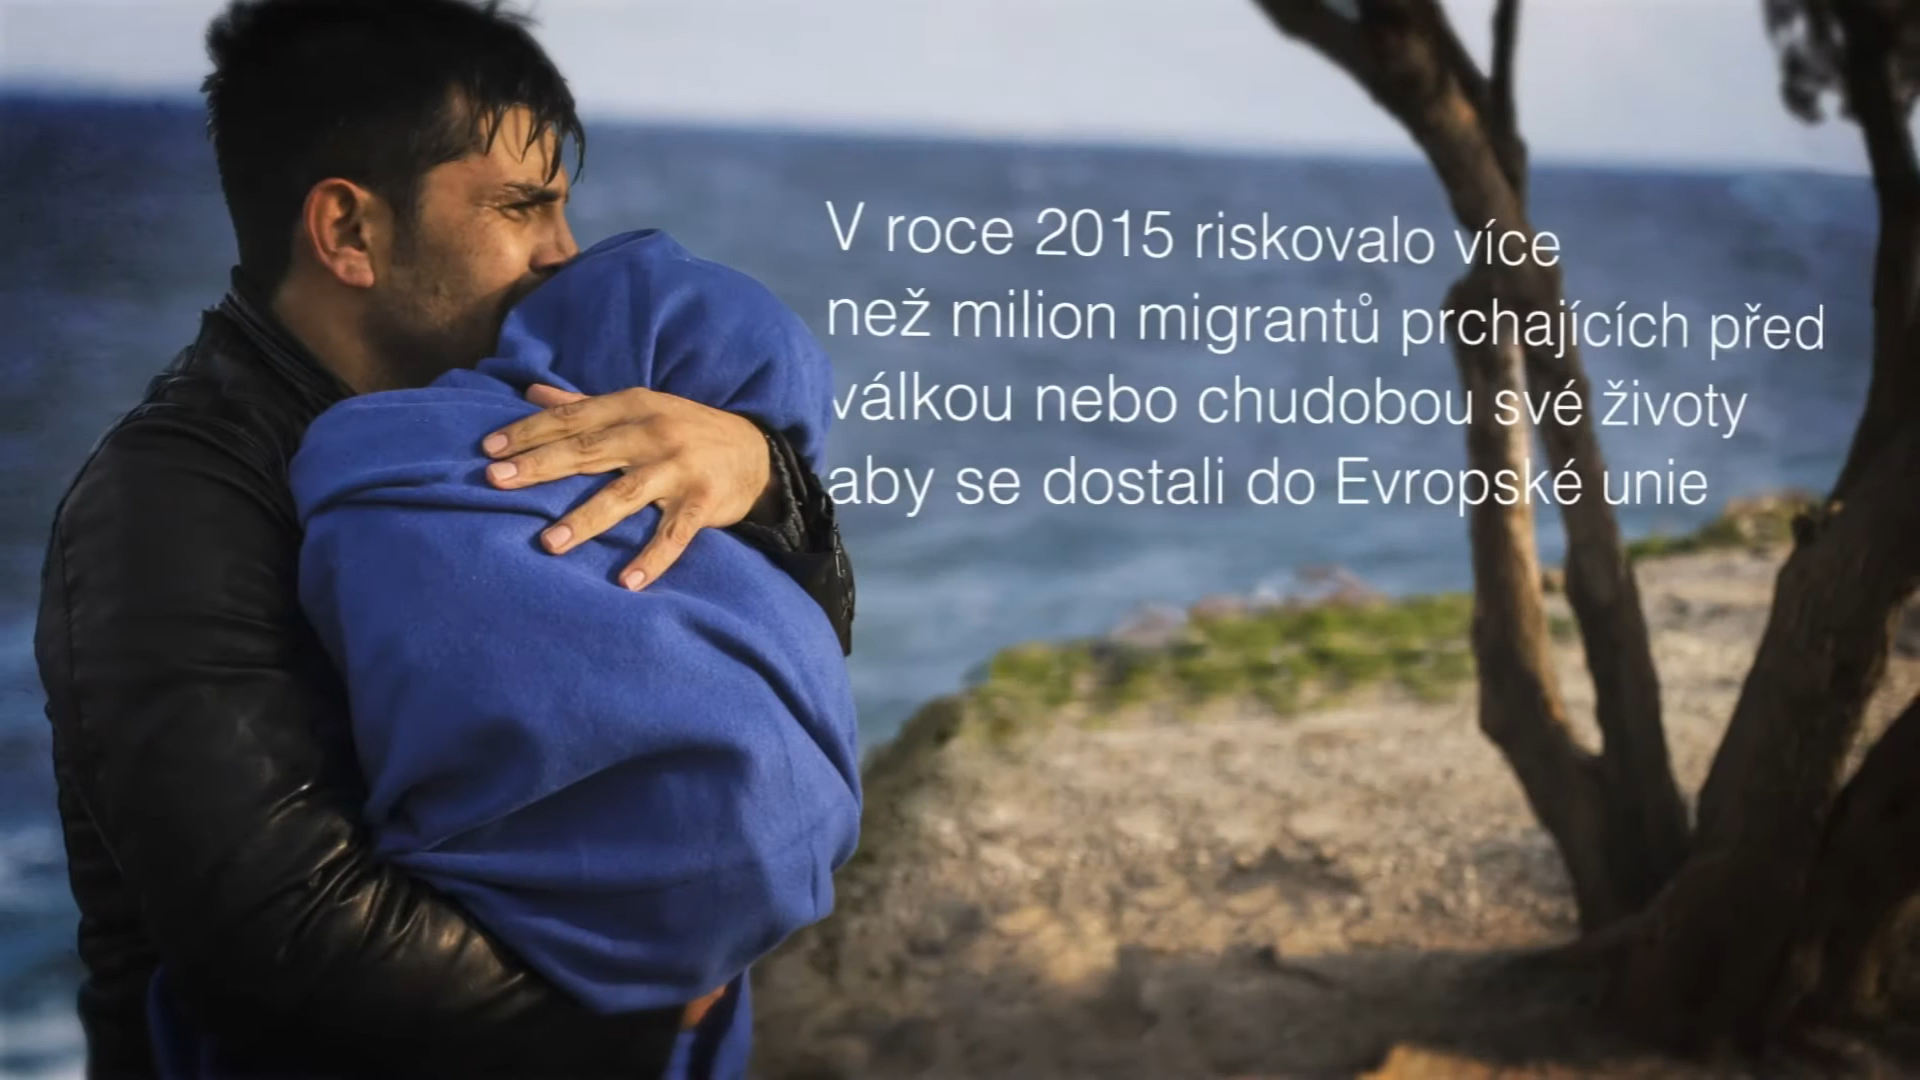 V roce 2015 riskovalo více
než milion migrantů prchajících před
válkou nebo chudobou své životy
aby se dostali do Evropské unie